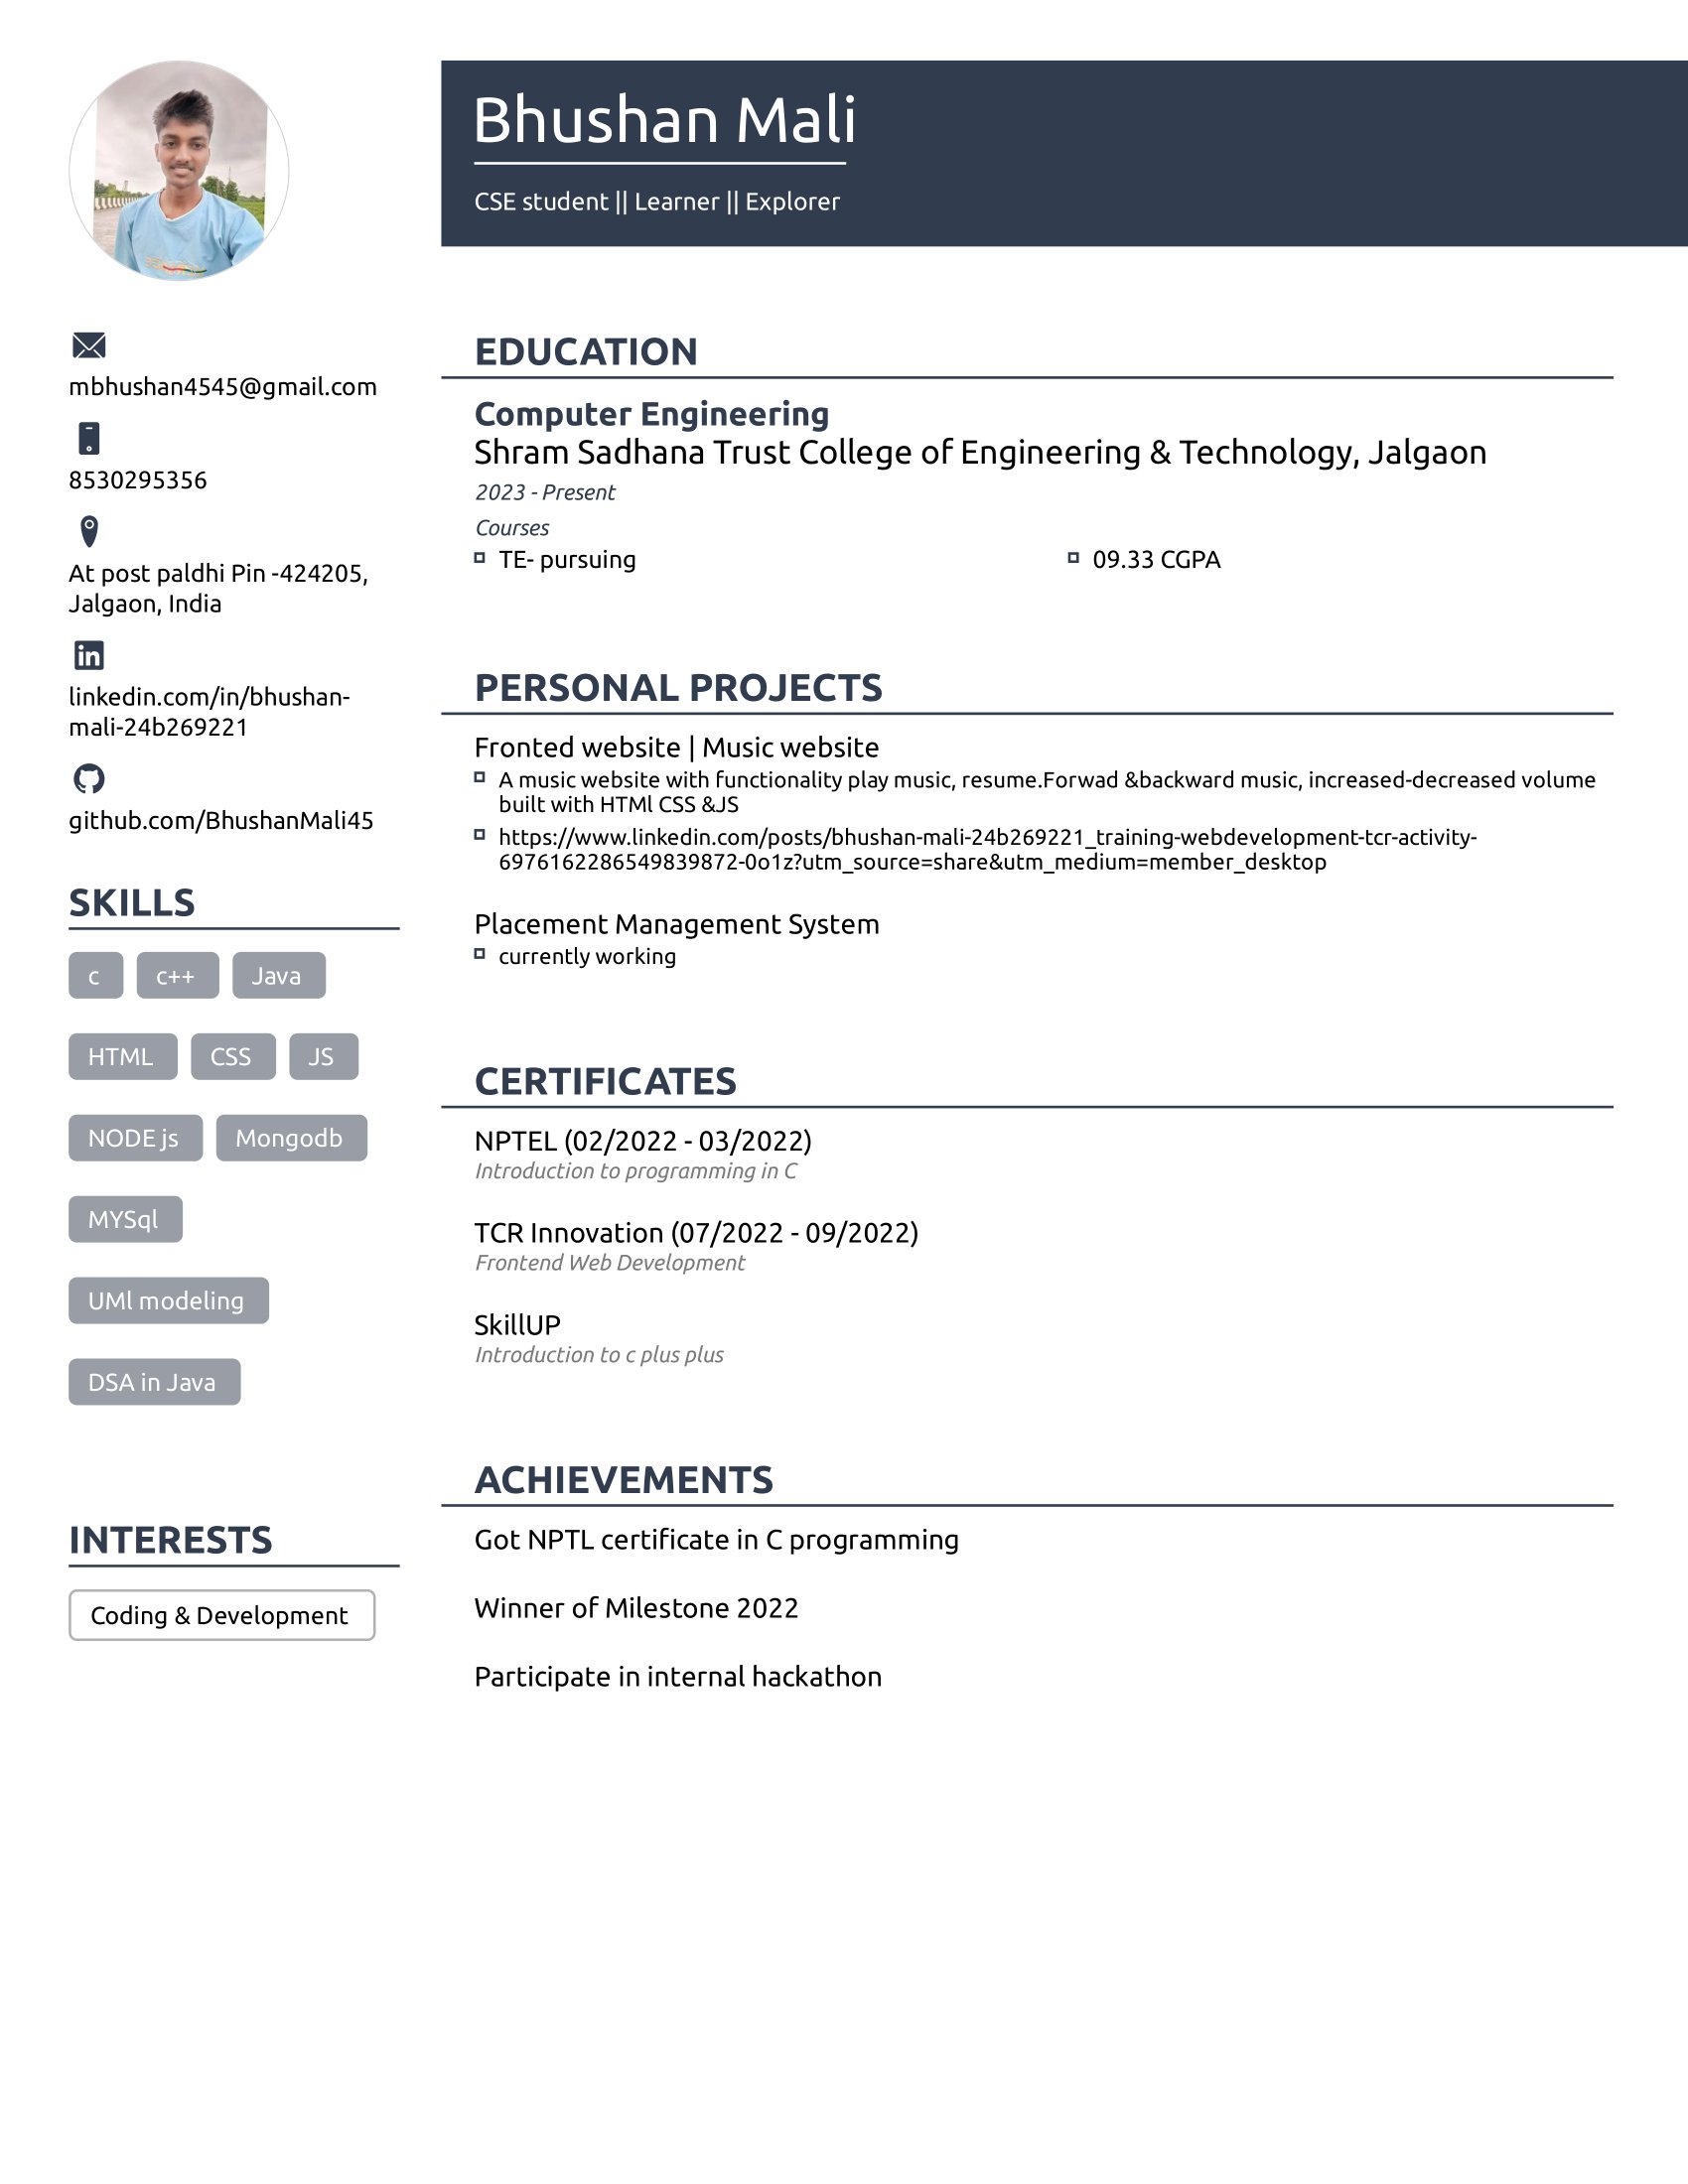 Bhushan Mali
CSE student || Learner || Explorer
mbhushan4545@gmail.com
8530295356
At post paldhi Pin -424205,
Jalgaon, India
linkedin.com/in/bhushan-
mali-24b269221
github.com/BhushanMali45
SKILLS
c c++ Java
HTML CSS JS
NODE js Mongodb
MYSql
UMl modeling
DSA in Java
INTERESTS
Coding & Development
EDUCATION
Computer Engineering
Shram Sadhana Trust College of Engineering & Technology, Jalgaon
2023 - Present
Courses
TE- pursuing 09.33 CGPA
PERSONAL PROJECTS
Fronted website | Music website
A music website with functionality play music, resume.Forwad &backward music, increased-decreased volume
built with HTMl CSS &JS
https://www.linkedin.com/posts/bhushan-mali-24b269221_training-webdevelopment-tcr-activity-
6976162286549839872-0o1z?utm_source=share&utm_medium=member_desktop
Placement Management System
currently working
CERTIFICATES
NPTEL (02/2022 - 03/2022)
Introduction to programming in C
TCR Innovation (07/2022 - 09/2022)
Frontend Web Development
SkillUP
Introduction to c plus plus
ACHIEVEMENTS
Got NPTL certificate in C programming
Winner of Milestone 2022
Participate in internal hackathon